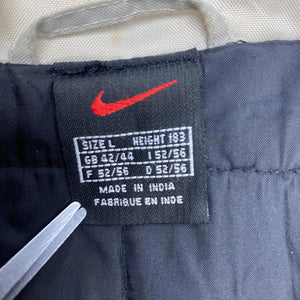 SIZE L HEIGHT 183
GB 42/44 I 52/56
F 52/56 D 52/56
MADE IN INDIA
FABRIQUE EN INDE